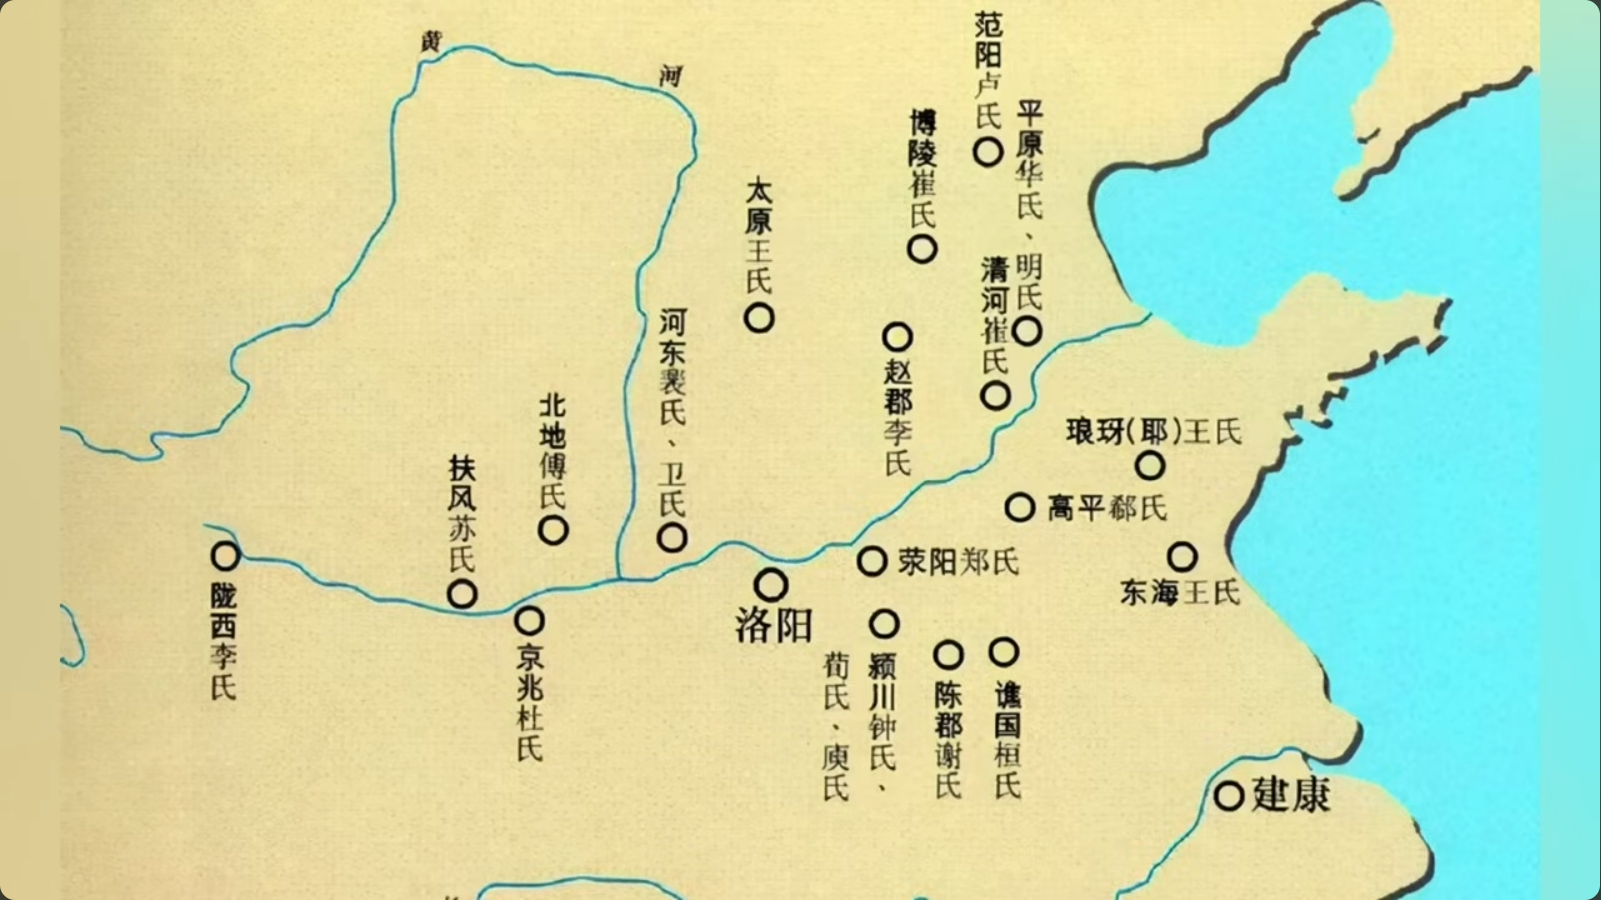 黄
河
范阳卢氏
平原华氏、明氏
博陵崔氏
太原王氏
清河崔氏
河东裴氏、卫氏
赵郡李氏
北地傅氏
琅玡(耶)王氏
扶风苏氏
高平郗氏
荥阳郑氏
东海王氏
陇西李氏
洛阳
京兆杜氏
颍川钟氏、
荀氏、庾氏
陈郡谢氏
谯国桓氏
建康